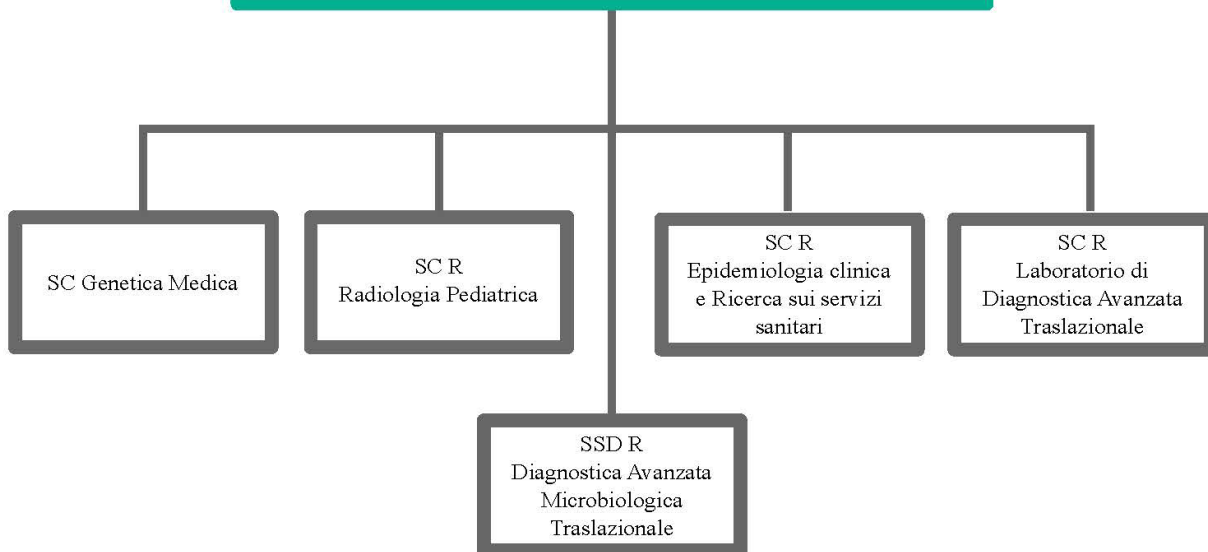 SC Genetica Medica
SC R
Radiologia Pediatrica
SC R
Epidemiologia clinica
e Ricerca sui servizi
sanitari
SC R
Laboratorio di
Diagnostica Avanzata
Traslazionale
SSD R
Diagnostica Avanzata
Microbiologica
Traslazionale